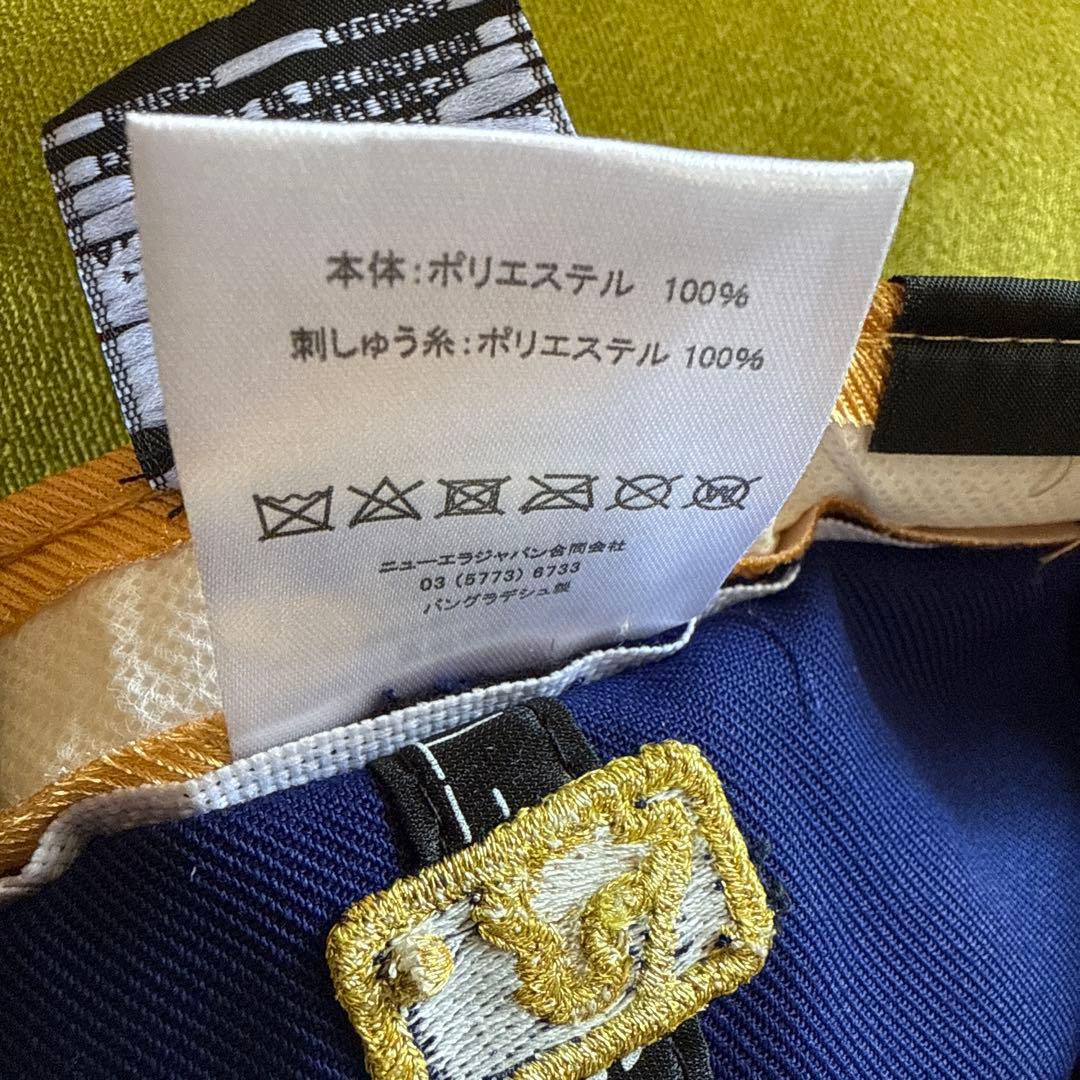 本体:ポリエステル 100%
刺しゅう糸:ポリエステル 100%
ニューエラジャパン合同会社
03 (5773) 6733
バングラデシュ製